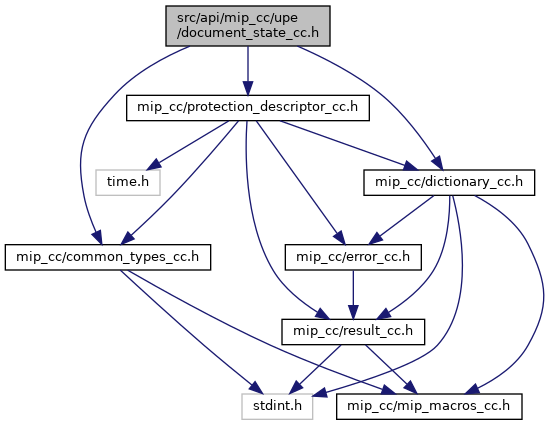 src/api/mip_cc/upe
/document_state_cc.h
mip_cc/protection_descriptor_cc.h
time.h
mip_cc/dictionary_cc.h
mip_cc/common_types_cc.h
mip_cc/error_cc.h
mip_cc/result_cc.h
stdint.h
mip_cc/mip_macros_cc.h